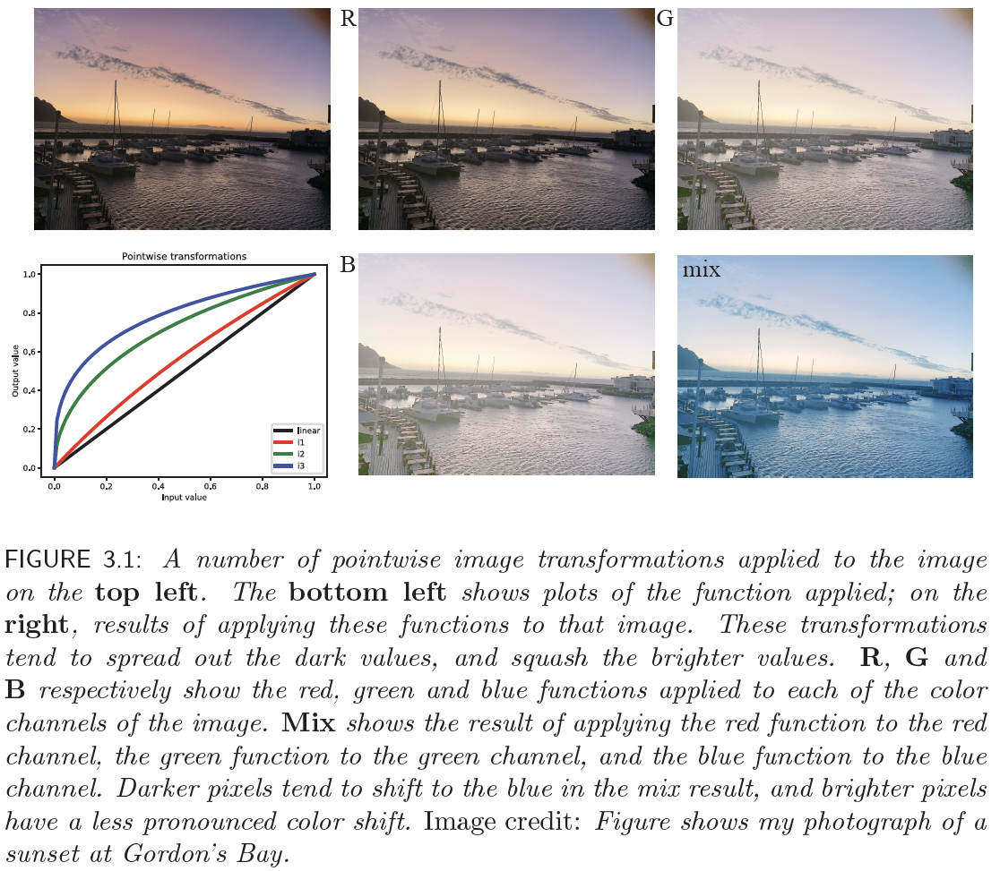 R
G
Pointwise transformations
1.0
0.8
0.6
0.4
0.2
0.0
Output value
0.0 0.2 0.4 0.6 0.8 1.0
Input value
linear
i1
i2
i3
B
mix
FIGURE 3.1: A number of pointwise image transformations applied to the image
on the top left. The bottom left shows plots of the function applied; on the
right, results of applying these functions to that image. These transformations
tend to spread out the dark values, and squash the brighter values. R, G and
B respectively show the red, green and blue functions applied to each of the color
channels of the image. Mix shows the result of applying the red function to the red
channel, the green function to the green channel, and the blue function to the blue
channel. Darker pixels tend to shift to the blue in the mix result, and brighter pixels
have a less pronounced color shift. Image credit: Figure shows my photograph of a
sunset at Gordon's Bay.